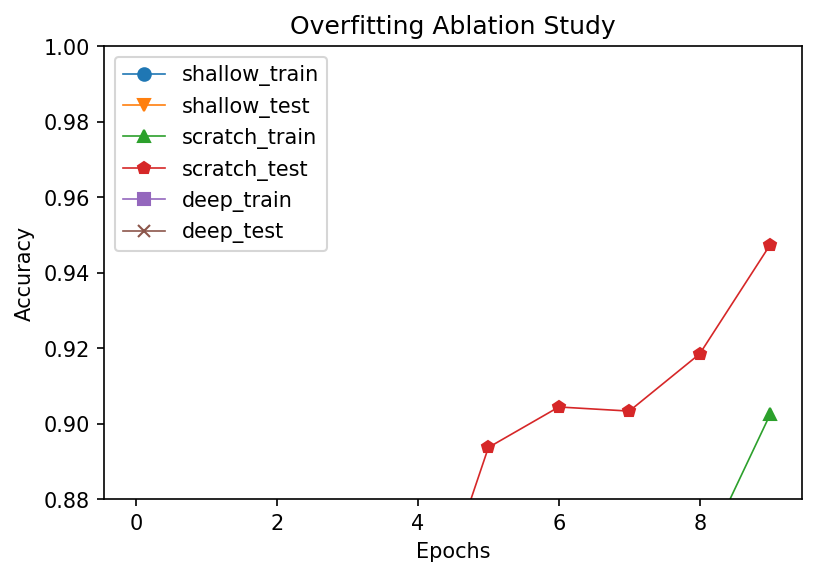 Overfitting Ablation Study
1.00
0.98
0.96
0.94
0.92
0.90
0.88
Accuracy
shallow_train
shallow_test
scratch_train
scratch_test
deep_train
deep_test
0 2 4 6 8
Epochs